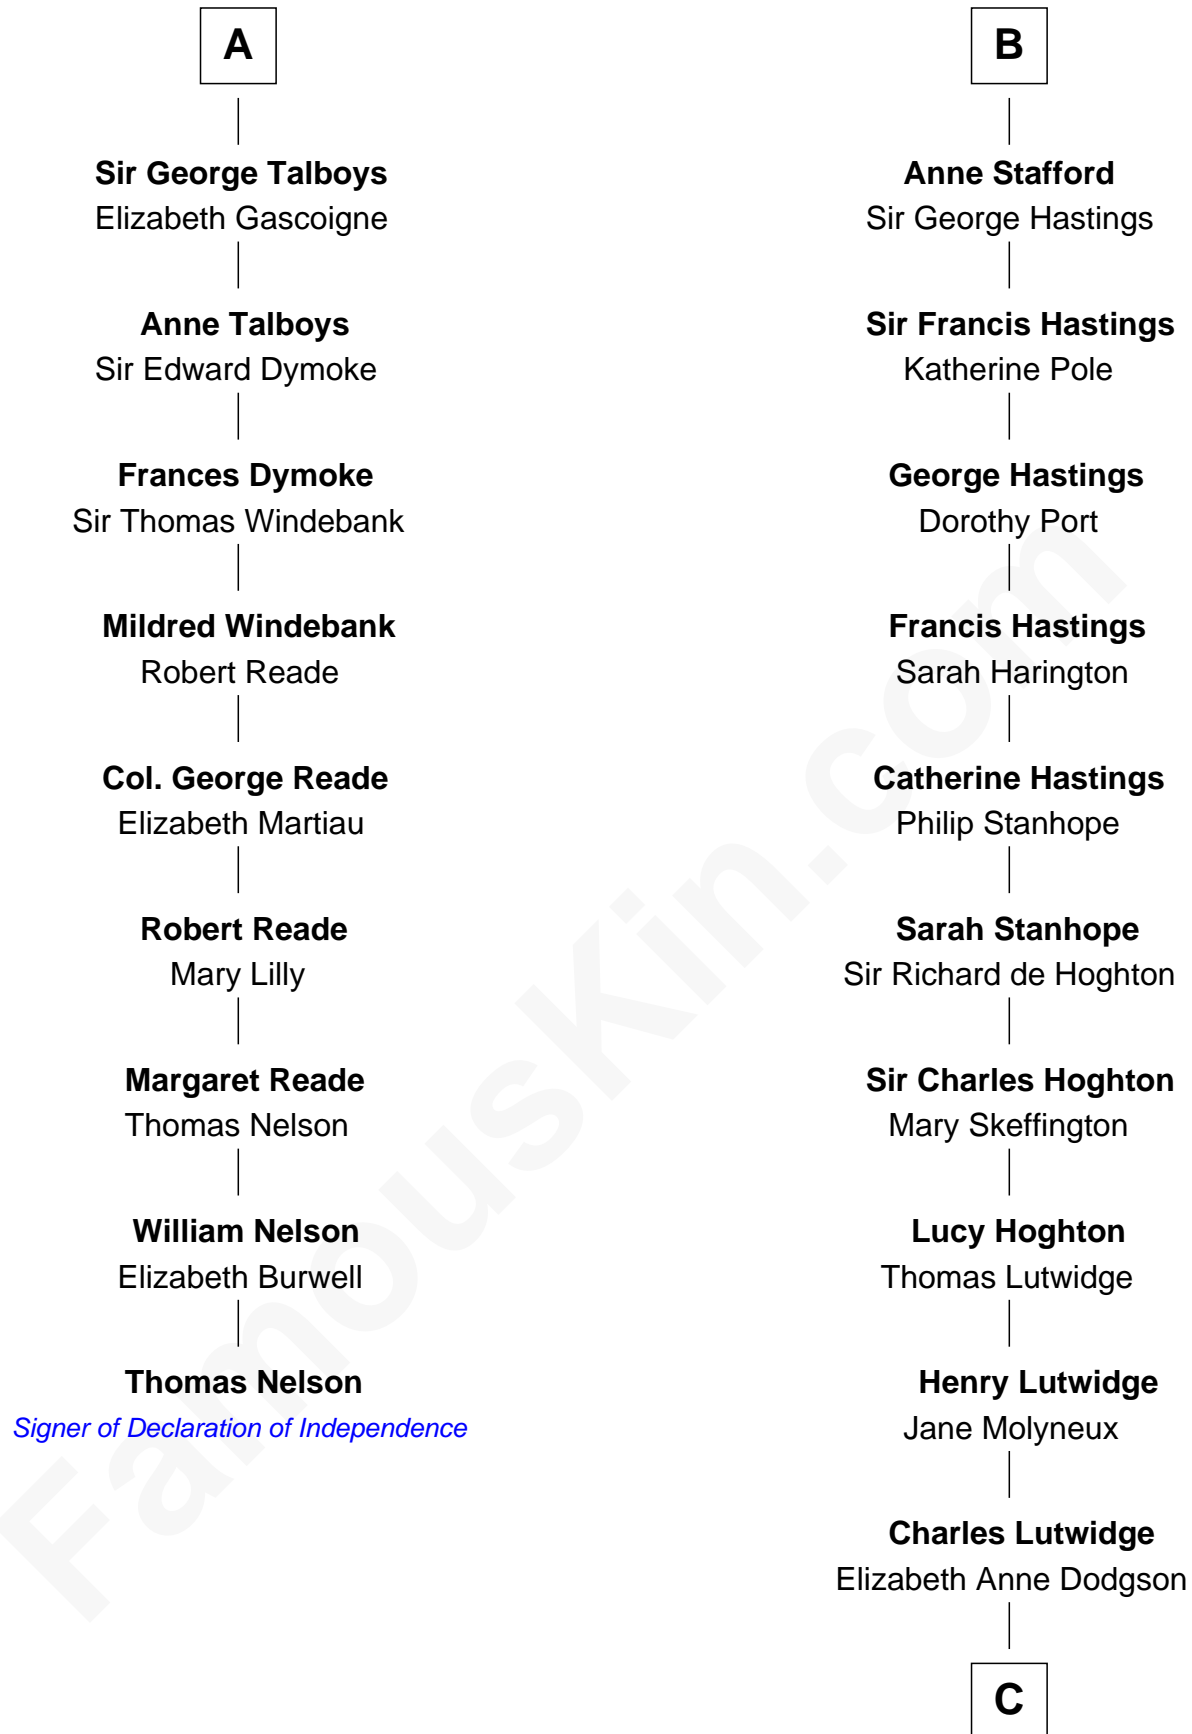 A
Sir George Talboys
Elizabeth Gascoigne
Anne Talboys
Sir Edward Dymoke
Frances Dymoke
Sir Thomas Windebank
Mildred Windebank
Robert Reade
Col. George Reade
Elizabeth Martiau
Robert Reade
Mary Lilly
Margaret Reade
Thomas Nelson
William Nelson
Elizabeth Burwell
Thomas Nelson
Signer of Declaration of Independence
B
Anne Stafford
Sir George Hastings
Sir Francis Hastings
Katherine Pole
George Hastings
Dorothy Port
Francis Hastings
Sarah Harington
Catherine Hastings
Philip Stanhope
Sarah Stanhope
Sir Richard de Hoghton
Sir Charles Hoghton
Mary Skeffington
Lucy Hoghton
Thomas Lutwidge
Henry Lutwidge
Jane Molyneux
Charles Lutwidge
Elizabeth Anne Dodgson
C
FamousKin.com